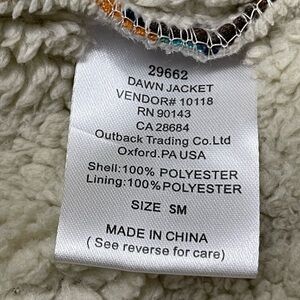 29662
DAWN JACKET
VENDOR# 10118
RN 90143
CA 28684
Outback Trading Co.Ltd
Oxford.PA USA
Shell:100% POLYESTER
Lining:100% POLYESTER
SIZE SM
MADE IN CHINA
( See reverse for care)